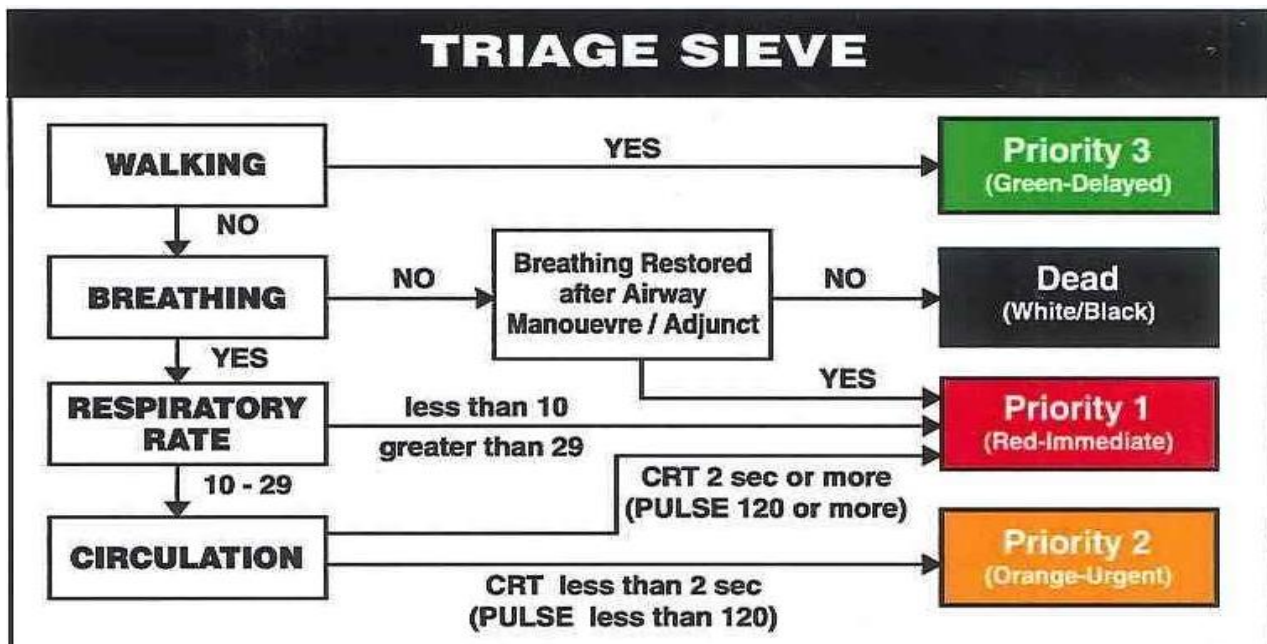 TRIAGE SIEVE
WALKING
YES
Priority 3
(Green-Delayed)
NO
BREATHING
NO
Breathing Restored
after Airway
Manouevre / Adjunct
NO
Dead
(White/Black)
YES
YES
RESPIRATORY
RATE
less than 10
greater than 29
Priority 1
(Red-Immediate)
10 - 29
CRT 2 sec or more
(PULSE 120 or more)
CIRCULATION
CRT less than 2 sec
(PULSE less than 120)
Priority 2
(Orange-Urgent)